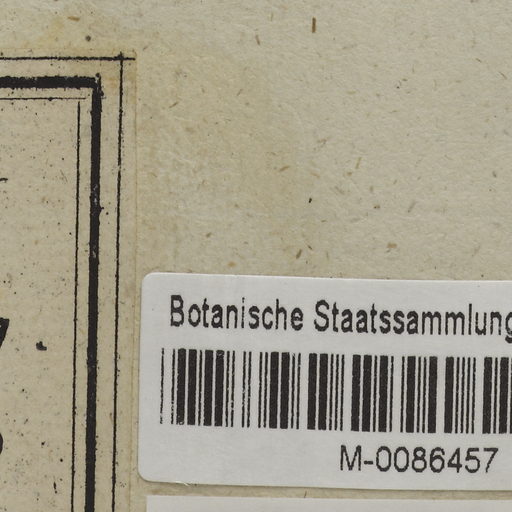 Botanische Staatssammlung
M-0086457